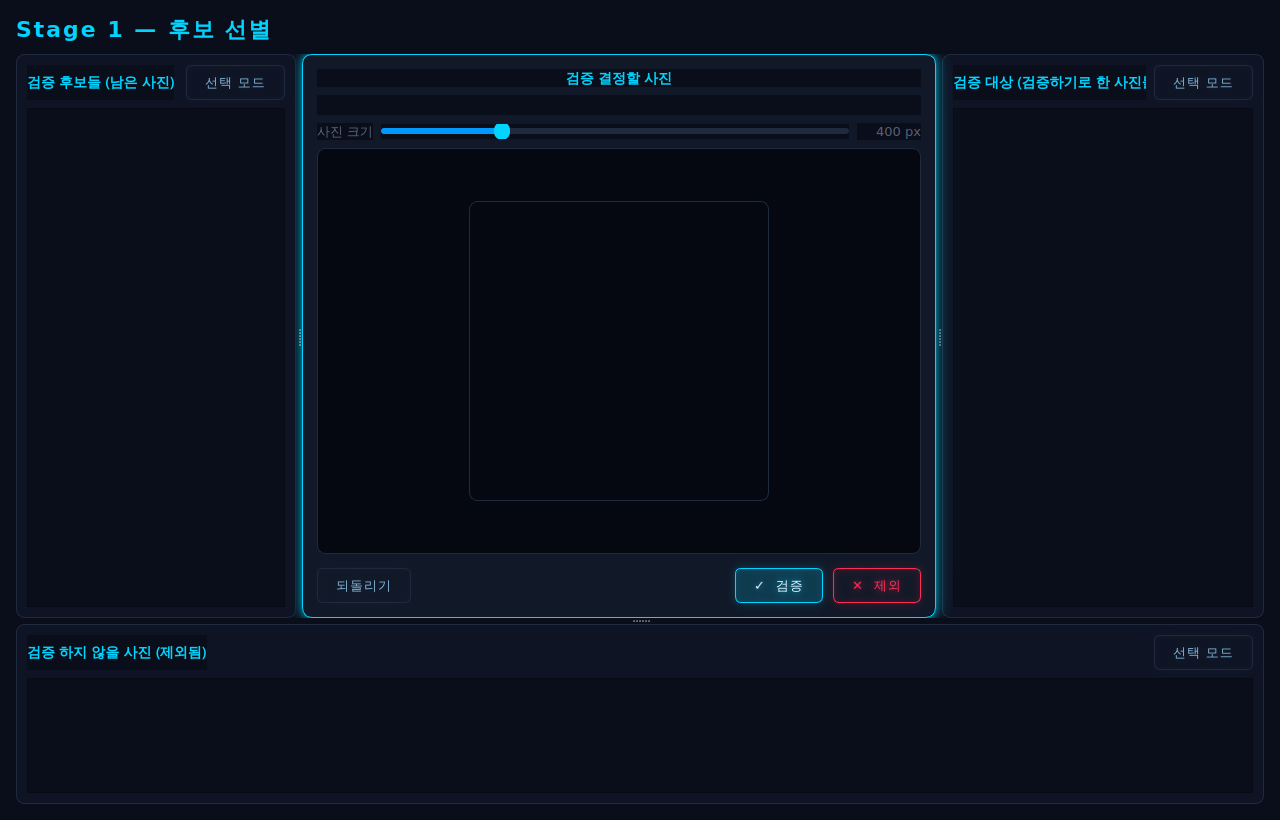 Stage 1 — 후보 선별
검증 후보들 (남은 사진)
선택 모드
검증 결정할 사진
사진 크기
400 px
되돌리기
✓ 검증
✕ 제외
검증 대상 (검증하기로 한 사진
선택 모드
검증 하지 않을 사진 (제외됨)
선택 모드